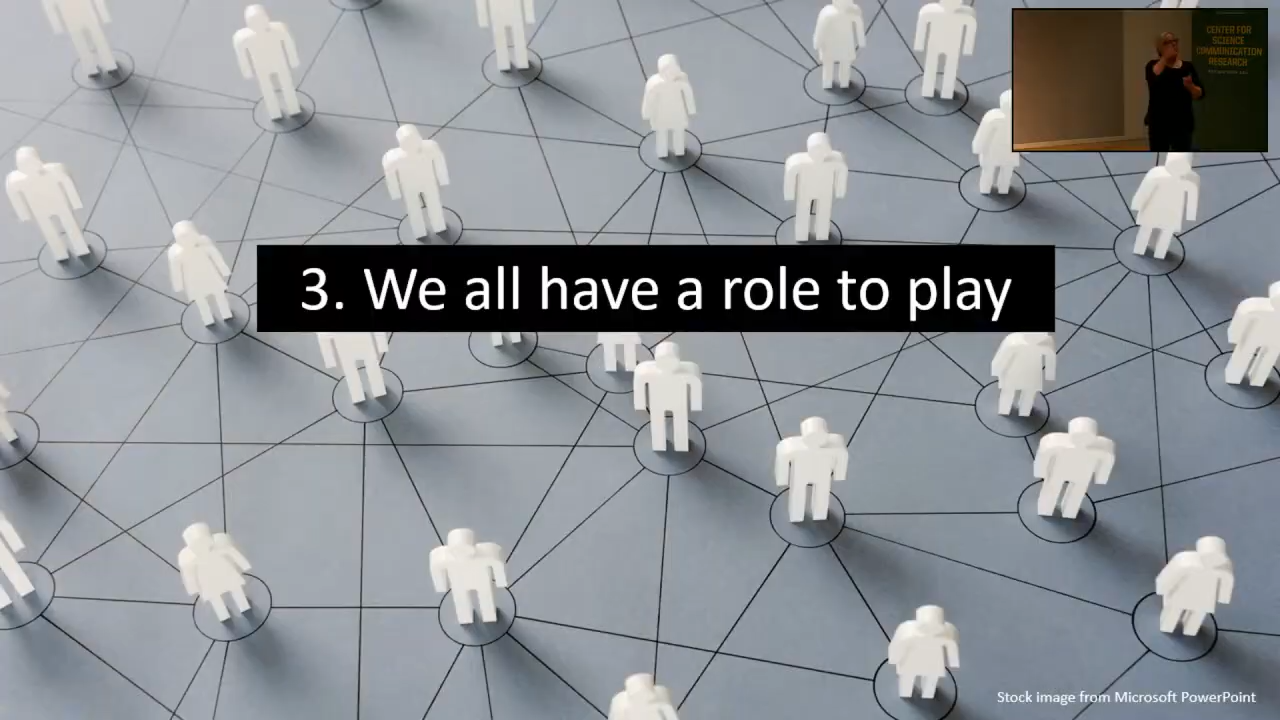 CENTER FOR
SCIENCE
COMMUNICATION
RESEARCH
3. We all have a role to play
Stock image from Microsoft PowerPoint